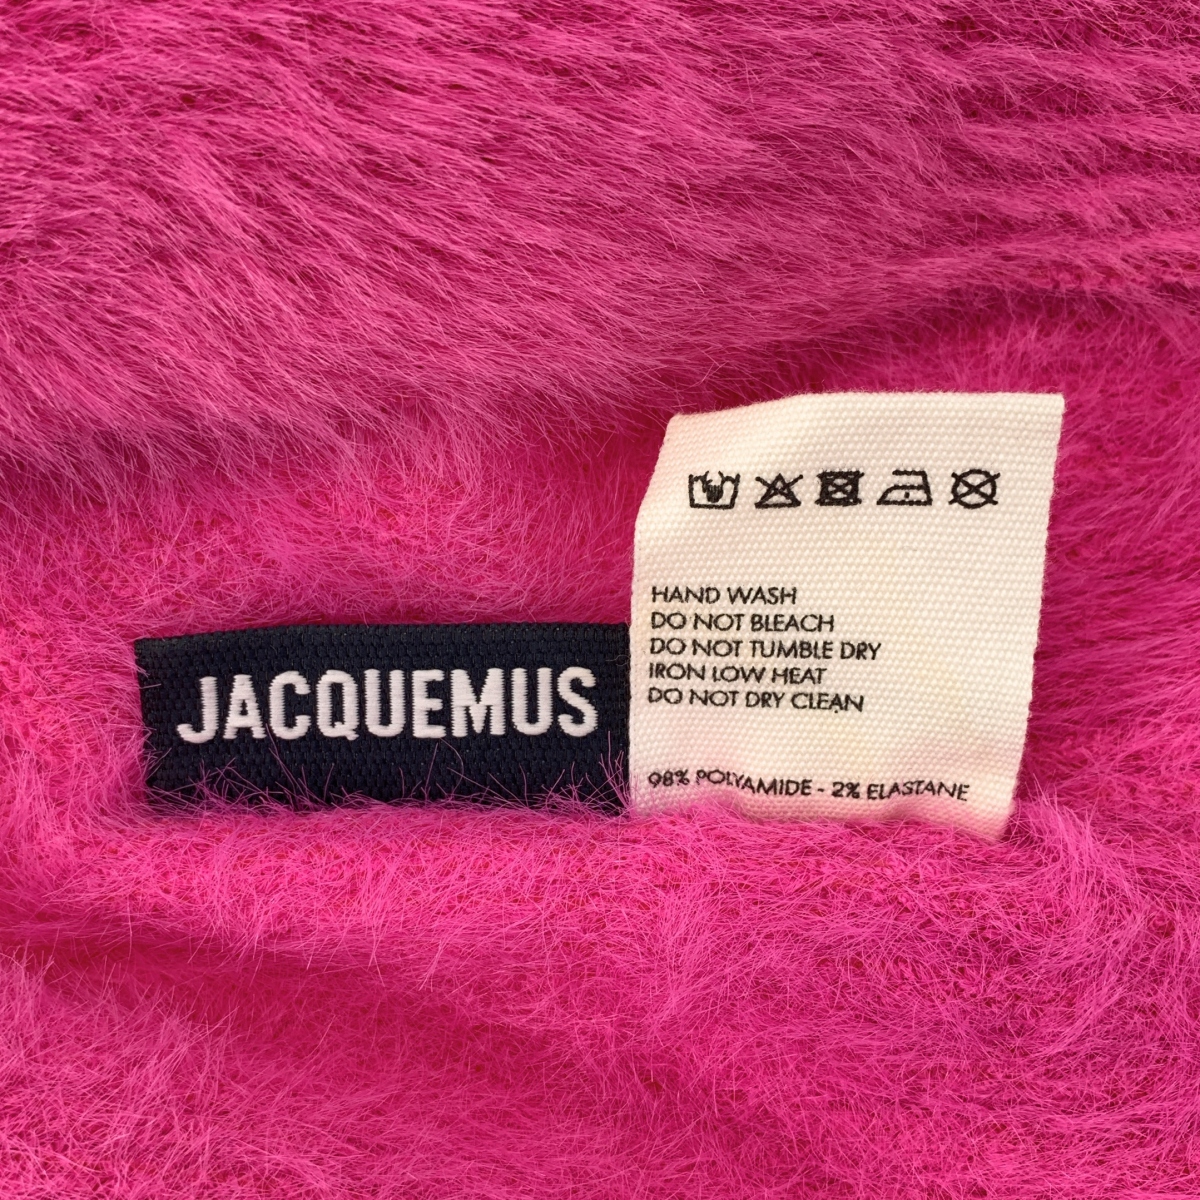 JACQUEMUS
HAND WASH
DO NOT BLEACH
DO NOT TUMBLE DRY
IRON LOW HEAT
DO NOT DRY CLEAN
98% POLYAMIDE - 2% ELASTANE